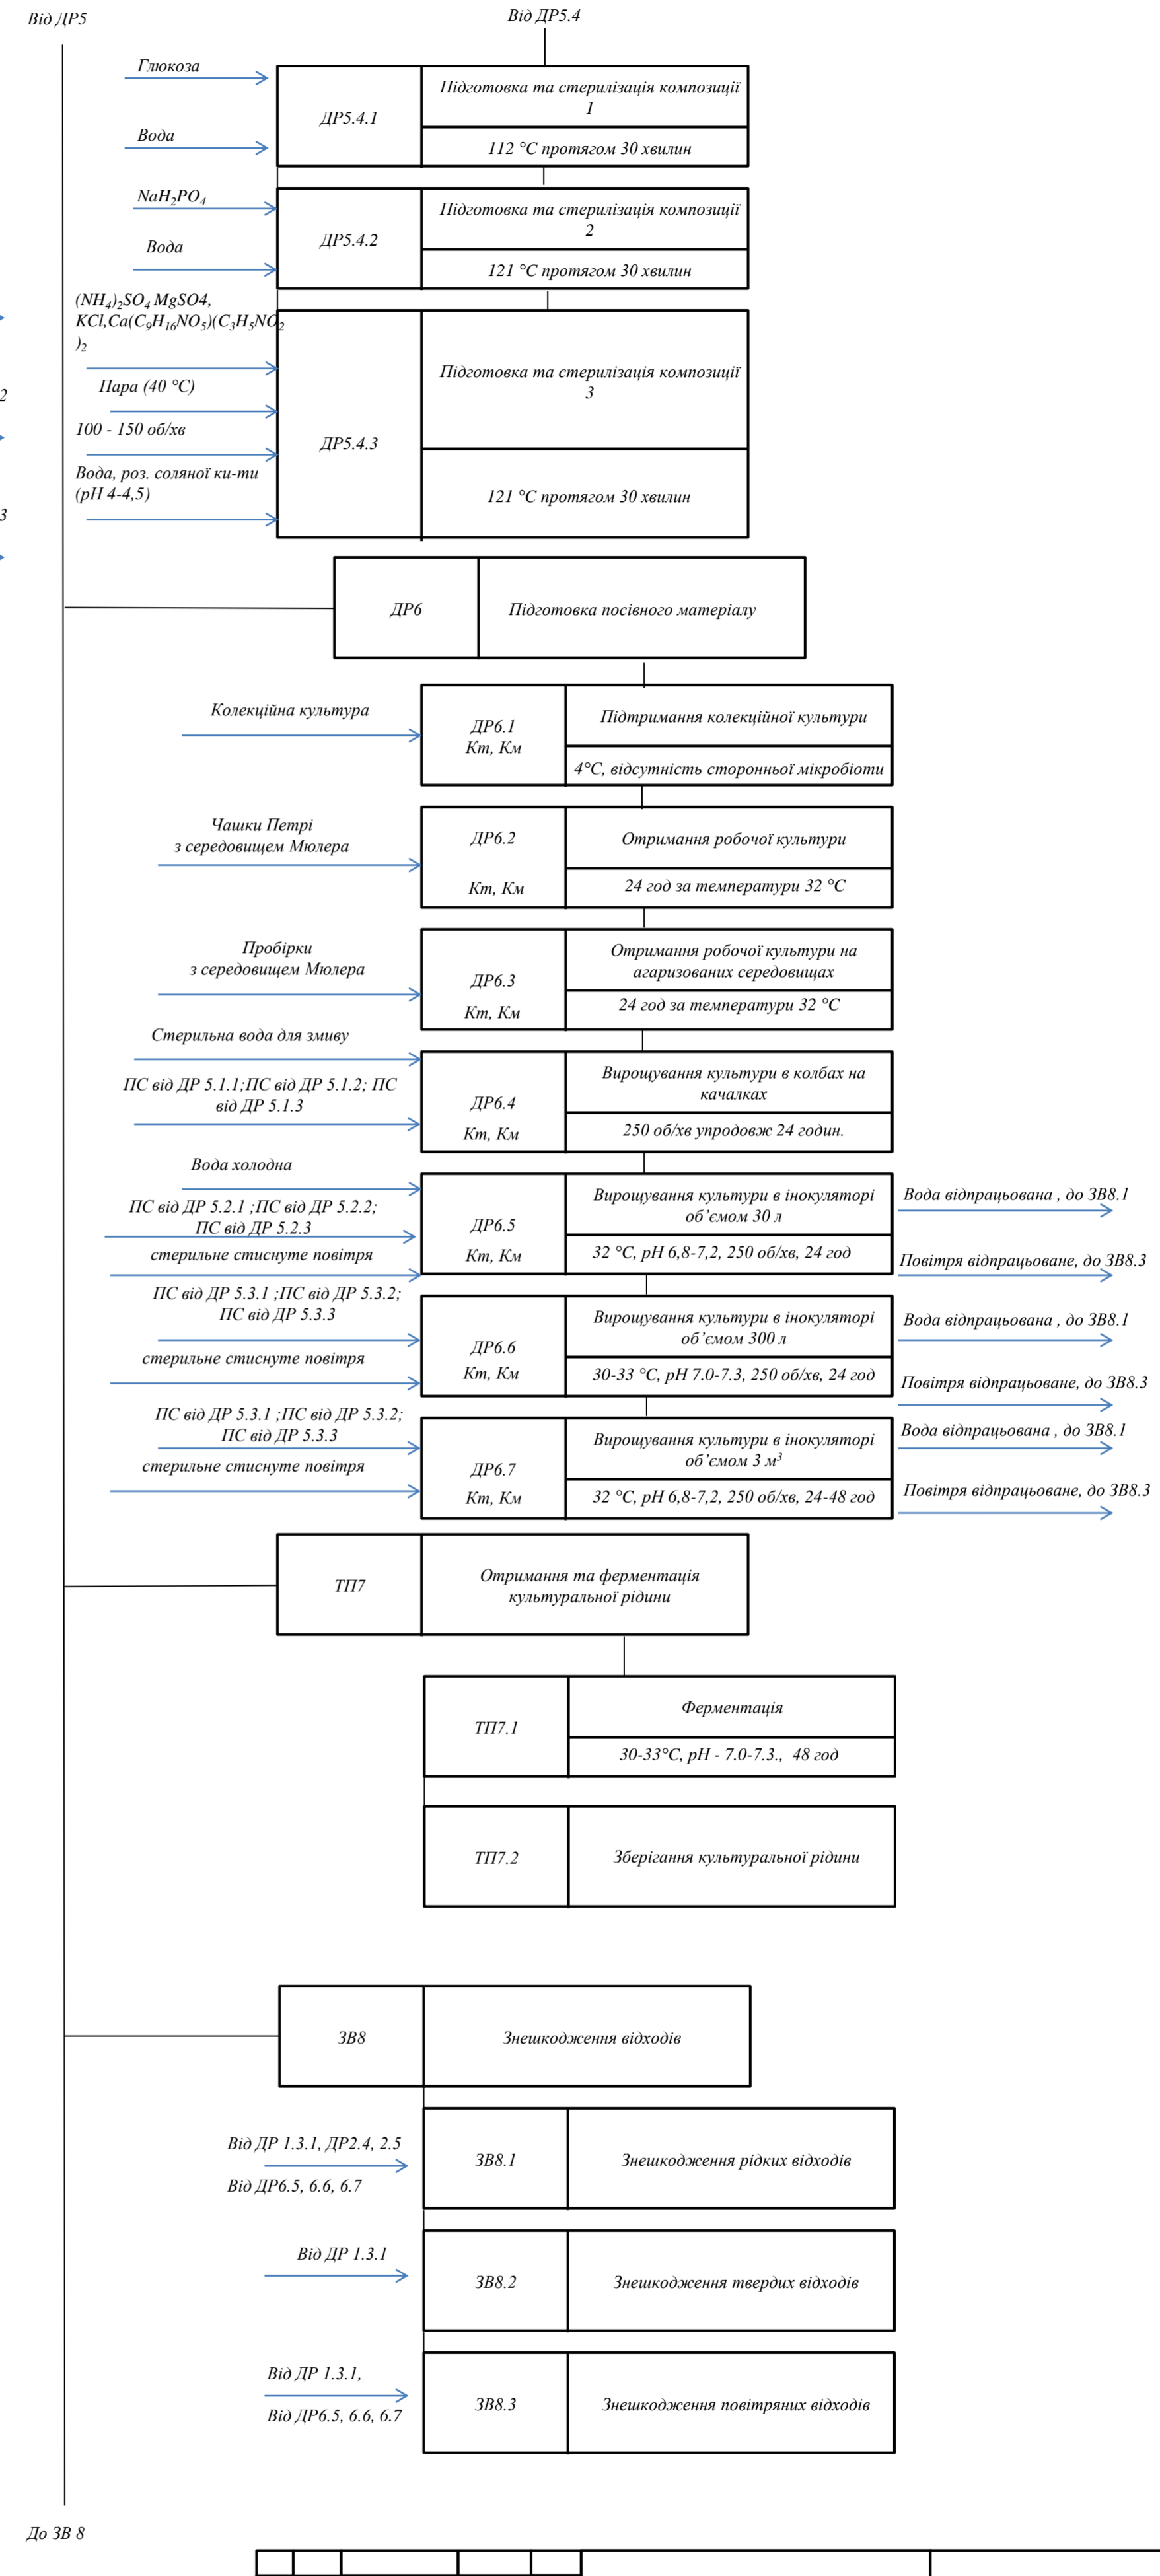 Від ДР5
Від ДР5.4
Глюкоза
Вода
ДР5.4.1
Підготовка та стерилізація композиції
1
112 °С протягом 30 хвилин
NaH2PO4
Вода
ДР5.4.2
Підготовка та стерилізація композиції
2
121 °С протягом 30 хвилин
(NH4)2SO4 MgSO4,
KCl,Ca(C9H16NO5)(C3H5NO2
)2
Пара (40 °С)
100 - 150 об/хв
Вода, роз. соляної ки-ти
(рН 4-4,5)
ДР5.4.3
Підготовка та стерилізація композиції
3
121 °С протягом 30 хвилин
2
3
ДР6
Підготовка посівного матеріалу
Колекційна культура
ДР6.1
Кт, Км
Підтримання колекційної культури
4°С, відсутність сторонньої мікробіоти
Чашки Петрі
з середовищем Мюлера
ДР6.2
Кт, Км
Отримання робочої культури
24 год за температури 32 °С
Пробірки
з середовищем Мюлера
ДР6.3
Кт, Км
Отримання робочої культури на
агаризованих середовищах
24 год за температури 32 °С
Стерильна вода для змиву
ПС від ДР 5.1.1;ПС від ДР 5.1.2; ПС
від ДР 5.1.3
ДР6.4
Кт, Км
Вирощування культури в колбах на
качалках
250 об/хв упродовж 24 годин.
Вода холодна
ПС від ДР 5.2.1 ;ПС від ДР 5.2.2;
ПС від ДР 5.2.3
стерильне стиснуте повітря
ДР6.5
Кт, Км
Вирощування культури в інокуляторі
об’ємом 30 л
32 °С, рН 6,8-7,2, 250 об/хв, 24 год
Вода відпрацьована , до ЗВ8.1
Повітря відпрацьоване, до ЗВ8.3
ПС від ДР 5.3.1 ;ПС від ДР 5.3.2;
ПС від ДР 5.3.3
стерильне стиснуте повітря
ДР6.6
Кт, Км
Вирощування культури в інокуляторі
об’ємом 300 л
30-33 °С, рН 7.0-7.3, 250 об/хв, 24 год
Вода відпрацьована , до ЗВ8.1
Повітря відпрацьоване, до ЗВ8.3
ПС від ДР 5.3.1 ;ПС від ДР 5.3.2;
ПС від ДР 5.3.3
стерильне стиснуте повітря
ДР6.7
Кт, Км
Вирощування культури в інокуляторі
об’ємом 3 м³
32 °С, рН 6,8-7,2, 250 об/хв, 24-48 год
Вода відпрацьована , до ЗВ8.1
Повітря відпрацьоване, до ЗВ8.3
ТП7
Отримання та ферментація
культуральної рідини
ТП7.1
Ферментація
30-33°С, рН - 7.0-7.3., 48 год
ТП7.2
Зберігання культуральної рідини
ЗВ8
Знешкодження відходів
Від ДР 1.3.1, ДР2.4, 2.5
Від ДР6.5, 6.6, 6.7
ЗВ8.1
Знешкодження рідких відходів
Від ДР 1.3.1
ЗВ8.2
Знешкодження твердих відходів
Від ДР 1.3.1,
Від ДР6.5, 6.6, 6.7
ЗВ8.3
Знешкодження повітряних відходів
До ЗВ 8